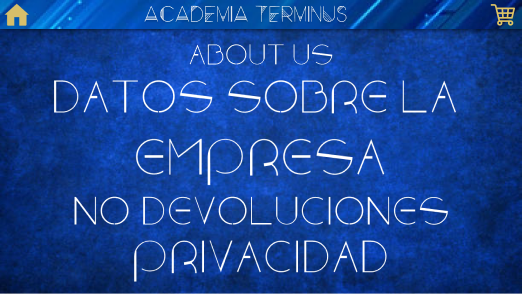 ACADEMIA TERMINUS
ABOUT US
DATOS SOBRE LA
EMPRESA
NO DEVOLUCIONES
PRIVACIDAD